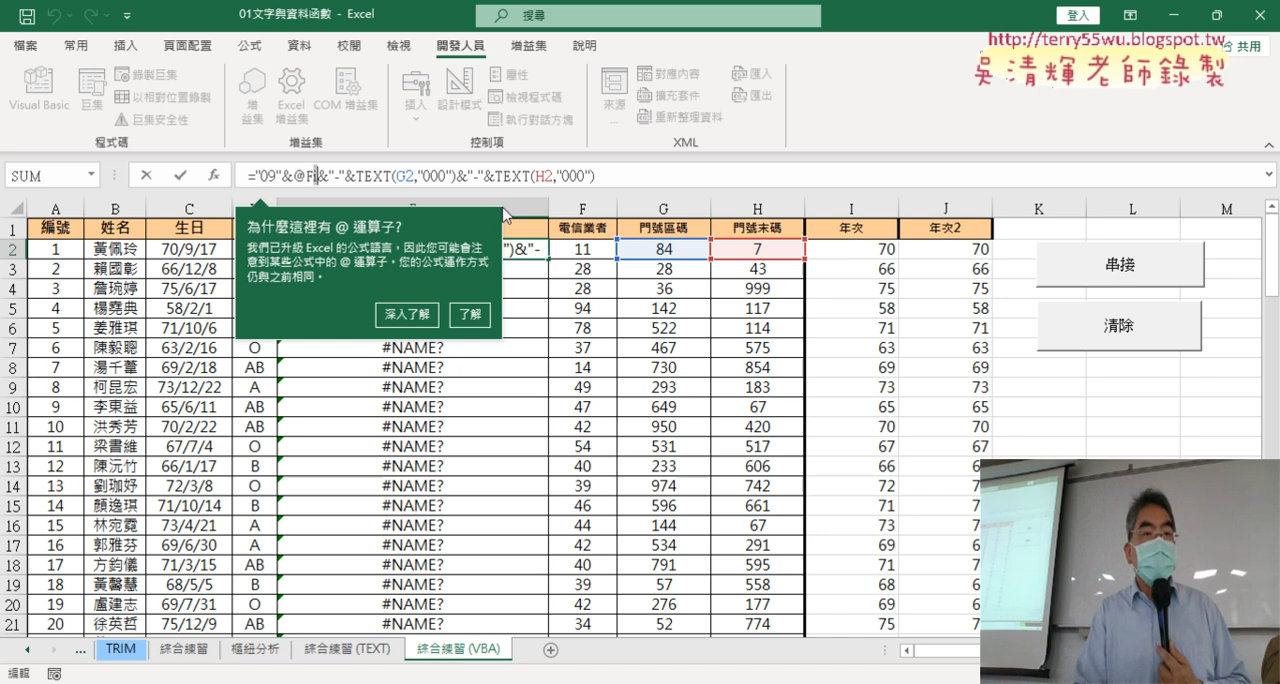 01文字與資料函數 - Excel
搜尋
登入
檔案 常用 插入 頁面配置 公式 資料 校閱 檢視 開發人員 增益集 說明
共用
http://terry55wu.blogspot.tw
吳清輝老師錄製
Visual Basic 巨集 錄製巨集 以相對位置錄製 巨集安全性
增益集 Excel 增益集 COM 增益集
插入 設計模式 屬性 檢視程式碼 執行對話方塊
來源 對應內容 擴充套件 重新整理資料 匯入 匯出
程式碼 增益集 控制項 XML
SUM
="09"&@Fi&"-"&TEXT(G2,"000")&"-"&TEXT(H2,"000")
為什麼這裡有 @ 運算子?
我們已升級 Excel 的公式語言，因此您可能會注
意到某些公式中的 @ 運算子，您的公式運作方式
仍與之前相同。
深入了解 了解
A B C F G H I J K L M
1 編號 姓名 生日 電信業者 門號區碼 門號末碼 年次 年次2
2 1 黃佩玲 70/9/17 ")&"- 11 84 7 70 70
3 2 賴國彰 66/12/8 28 28 43 66 66
4 3 詹琬婷 75/6/17 28 36 999 75 75
5 4 楊堯典 58/2/1 94 142 117 58 58
6 5 姜雅琪 71/10/6 78 522 114 71 71
7 6 陳毅聰 63/2/16 O #NAME? 37 467 575 63 63
8 7 湯千葦 69/2/18 AB #NAME? 14 730 854 69 69
9 8 柯昆宏 73/12/22 A #NAME? 49 293 183 73 73
10 9 李東益 65/6/11 AB #NAME? 47 649 67 65 65
11 10 洪秀芳 70/2/22 AB #NAME? 42 950 420 70 70
12 11 梁書維 67/7/4 O #NAME? 54 531 517 67 67
13 12 陳沅竹 66/1/17 B #NAME? 40 233 606 66 66
14 13 劉珈妤 72/3/8 O #NAME? 39 974 742 72 7
15 14 顏逸琪 71/10/14 B #NAME? 46 596 661 71 7
16 15 林宛霓 73/4/21 A #NAME? 44 144 67 73 7
17 16 郭雅芬 69/6/30 A #NAME? 42 534 291 69 6
18 17 方鈞儀 71/3/15 AB #NAME? 40 791 595 71 7
19 18 黃馨慧 68/5/5 B #NAME? 39 57 558 68 6
20 19 盧建志 69/7/31 O #NAME? 42 276 177 69 6
21 20 徐英哲 75/12/9 AB #NAME? 34 52 774 75 7
串接
清除
... TRIM 綜合練習 樞紐分析 綜合練習 (TEXT) 綜合練習 (VBA)
編輯